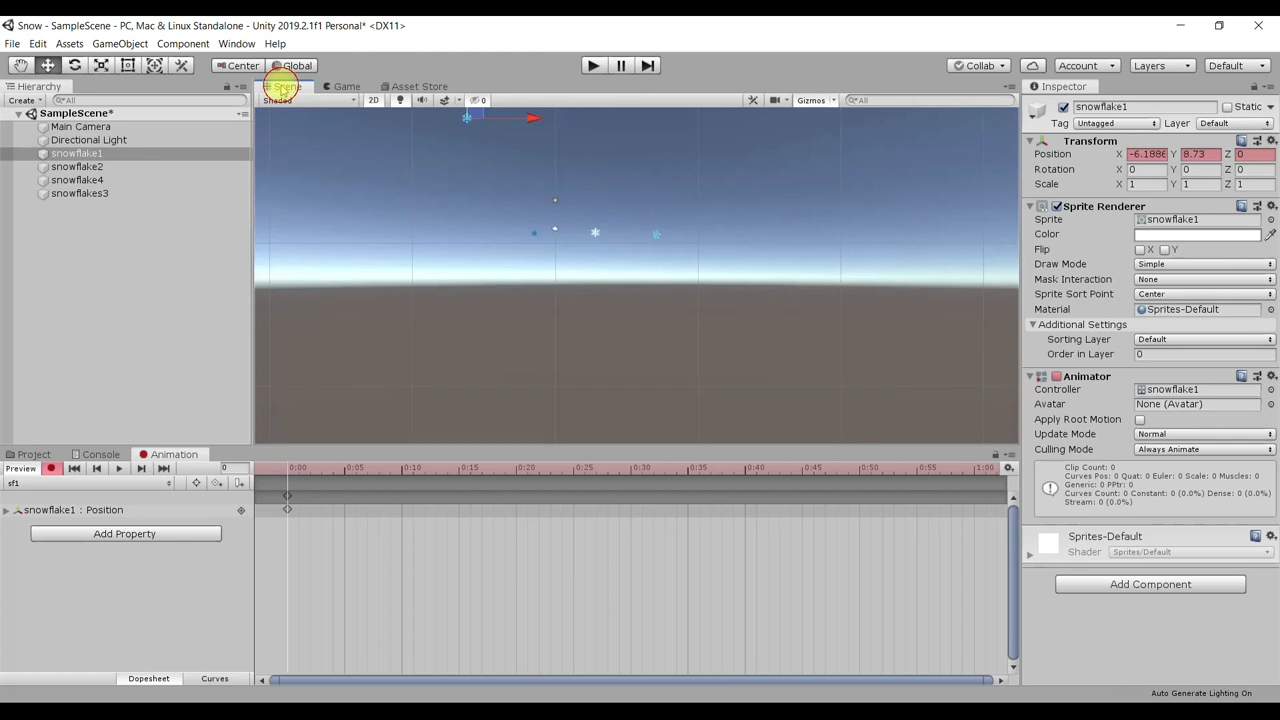 Snow - SampleScene - PC, Mac & Linux Standalone - Unity 2019.2.1f1 Personal* <DX11>
File Edit Assets GameObject Component Window Help
Center Global Collab Account Layers Default
Hierarchy Scene Game Asset Store Inspector
Create All Shaded 2D 0 Gizmos All
snowflake1 Static
SampleScene*
Tag Untagged Layer Default
Main Camera
Directional Light
snowflake1
snowflake2
snowflake4
snowflakes3
Transform
Position X -6.1886 Y 8.73 Z 0
Rotation X 0 Y 0 Z 0
Scale X 1 Y 1 Z 1
Sprite Renderer
Sprite snowflake1
Color
Flip X Y
Draw Mode Simple
Mask Interaction None
Sprite Sort Point Center
Material Sprites-Default
Additional Settings
Sorting Layer Default
Order in Layer 0
Animator
Controller snowflake1
Avatar None (Avatar)
Apply Root Motion
Update Mode Normal
Culling Mode Always Animate
Clip Count: 0
Curves Pos: 0 Quat: 0 Euler: 0 Scale: 0 Muscles: 0
Generic: 0 PPtr: 0
Curves Count: 0 Constant: 0 (0.0%) Dense: 0 (0.0%)
Stream: 0 (0.0%)
Sprites-Default
Shader Sprites/Default
Add Component
Project Console Animation
Preview 0 0:00 0:05 0:10 0:15 0:20 0:25 0:30 0:35 0:40 0:45 0:50 0:55 1:00
sf1
snowflake1 : Position
Add Property
Dopesheet Curves
Auto Generate Lighting On